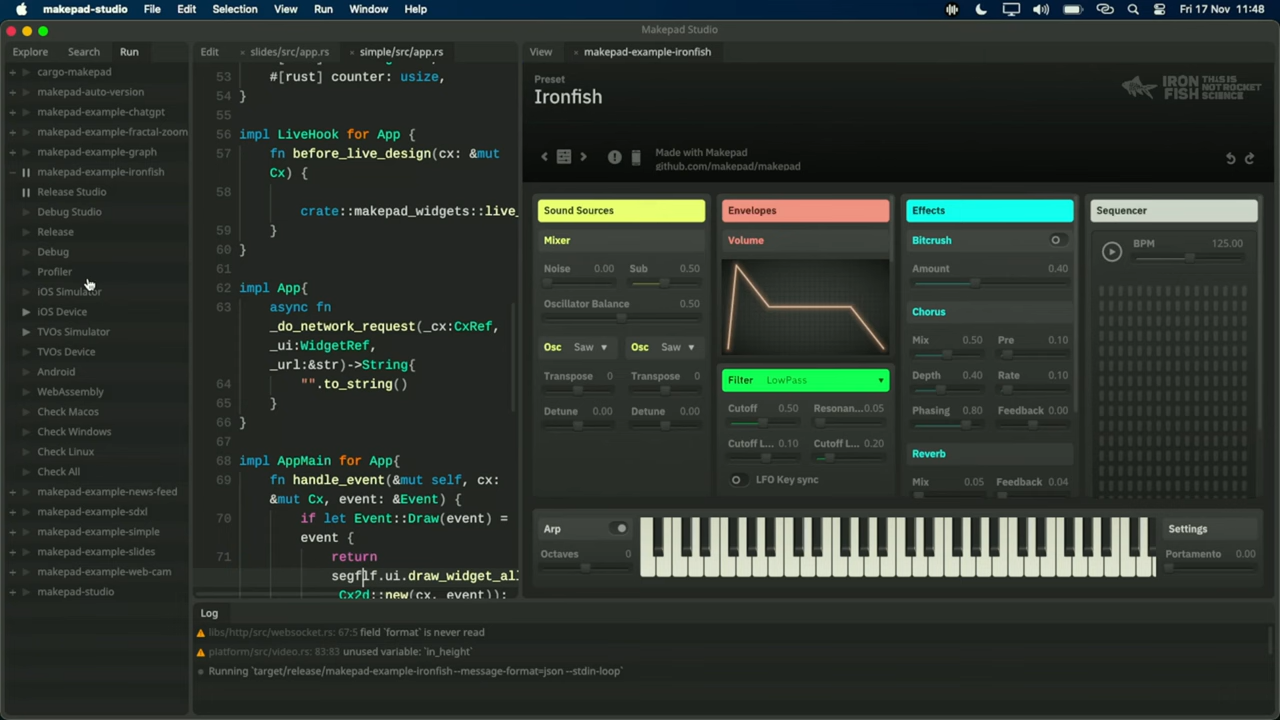 makepad-studio File Edit Selection View Run Window Help Fri 17 Nov 11:48
Makepad Studio
Explore Search Run
cargo-makepad
makepad-auto-version
makepad-example-chatgpt
makepad-example-fractal-zoom
makepad-example-graph
makepad-example-ironfish
Release Studio
Debug Studio
Release
Debug
Profiler
iOS Simulator
iOS Device
TVOs Simulator
TVOs Device
Android
WebAssembly
Check Macos
Check Windows
Check Linux
Check All
makepad-example-news-feed
makepad-example-sdxl
makepad-example-simple
makepad-example-slides
makepad-example-web-cam
makepad-studio
Edit × slides/src/app.rs × simple/src/app.rs
53 #[rust] counter: usize,
54 }
55
56 impl LiveHook for App {
57 fn before_live_design(cx: &mut
Cx) {
58
crate::makepad_widgets::live_
59 }
60 }
61
62 impl App{
63 async fn
_do_network_request(_cx:CxRef,
_ui:WidgetRef,
_url:&str)->String{
64 "".to_string()
65 }
66 }
67
68 impl AppMain for App{
69 fn handle_event(&mut self, cx:
&mut Cx, event: &Event) {
70 if let Event::Draw(event) =
event {
71 return
segflf.ui.draw_widget_al
Cx2d::new(cx, event));
View × makepad-example-ironfish
Preset
Ironfish
IRON FISH THIS IS NOT ROCKET SCIENCE
Made with Makepad
github.com/makepad/makepad
Sound Sources
Mixer
Noise 0.00 Sub 0.50
Oscillator Balance 0.50
Osc Saw Osc Saw
Transpose 0 Transpose 0
Detune 0.00 Detune 0.00
Envelopes
Volume
Filter LowPass
Cutoff 0.50 Resonan...0.05
Cutoff L... 0.10 Cutoff L... 0.20
LFO Key sync
Effects
Bitcrush
Amount 0.40
Chorus
Mix 0.50 Pre 0.10
Depth 0.40 Rate 0.10
Phasing 0.80 Feedback 0.00
Reverb
Mix 0.05 Feedback 0.04
Sequencer
BPM 125.00
Arp
Octaves 0
Settings
Portamento 0.00
Log
libs/http/src/websocket.rs: 67:5 field `format` is never read
platform/src/video.rs: 83:83 unused variable: `in_height`
Running `target/release/makepad-example-ironfish --message-format=json --stdin-loop`